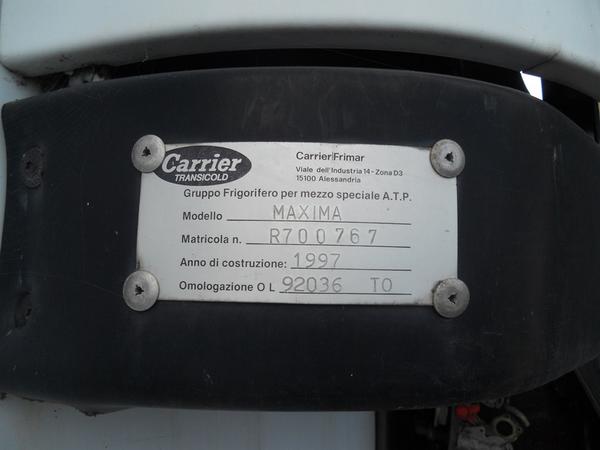 Carrier
TRANSICOLD
Carrier/Frimar
Viale dell'Industria 14 - Zona D3
15100 Alessandria
Gruppo Frigorifero per mezzo speciale A.T.P.
Modello MAXIMA
Matricola n. R700767
Anno di costruzione: 1997
Omologazione O L 92036 TO